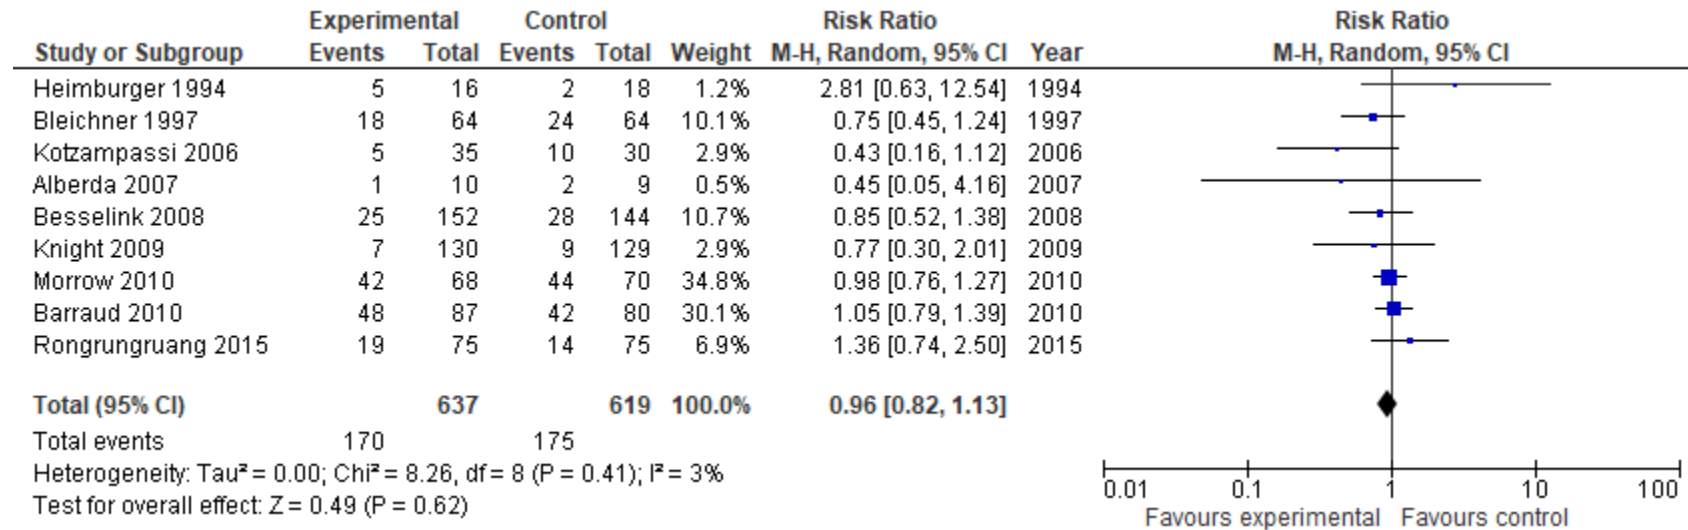 Experimental Control Risk Ratio Risk Ratio
Study or Subgroup Events Total Events Total Weight M-H, Random, 95% CI Year M-H, Random, 95% CI
Heimburger 1994 5 16 2 18 1.2% 2.81 [0.63, 12.54] 1994
Bleichner 1997 18 64 24 64 10.1% 0.75 [0.45, 1.24] 1997
Kotzampassi 2006 5 35 10 30 2.9% 0.43 [0.16, 1.12] 2006
Alberda 2007 1 10 2 9 0.5% 0.45 [0.05, 4.16] 2007
Besselink 2008 25 152 28 144 10.7% 0.85 [0.52, 1.38] 2008
Knight 2009 7 130 9 129 2.9% 0.77 [0.30, 2.01] 2009
Morrow 2010 42 68 44 70 34.8% 0.98 [0.76, 1.27] 2010
Barraud 2010 48 87 42 80 30.1% 1.05 [0.79, 1.39] 2010
Rongrungruang 2015 19 75 14 75 6.9% 1.36 [0.74, 2.50] 2015
Total (95% CI) 637 619 100.0% 0.96 [0.82, 1.13]
Total events 170 175
Heterogeneity: Tau² = 0.00; Chi² = 8.26, df = 8 (P = 0.41); I² = 3%
Test for overall effect: Z = 0.49 (P = 0.62)
0.01 0.1 1 10 100
Favours experimental Favours control